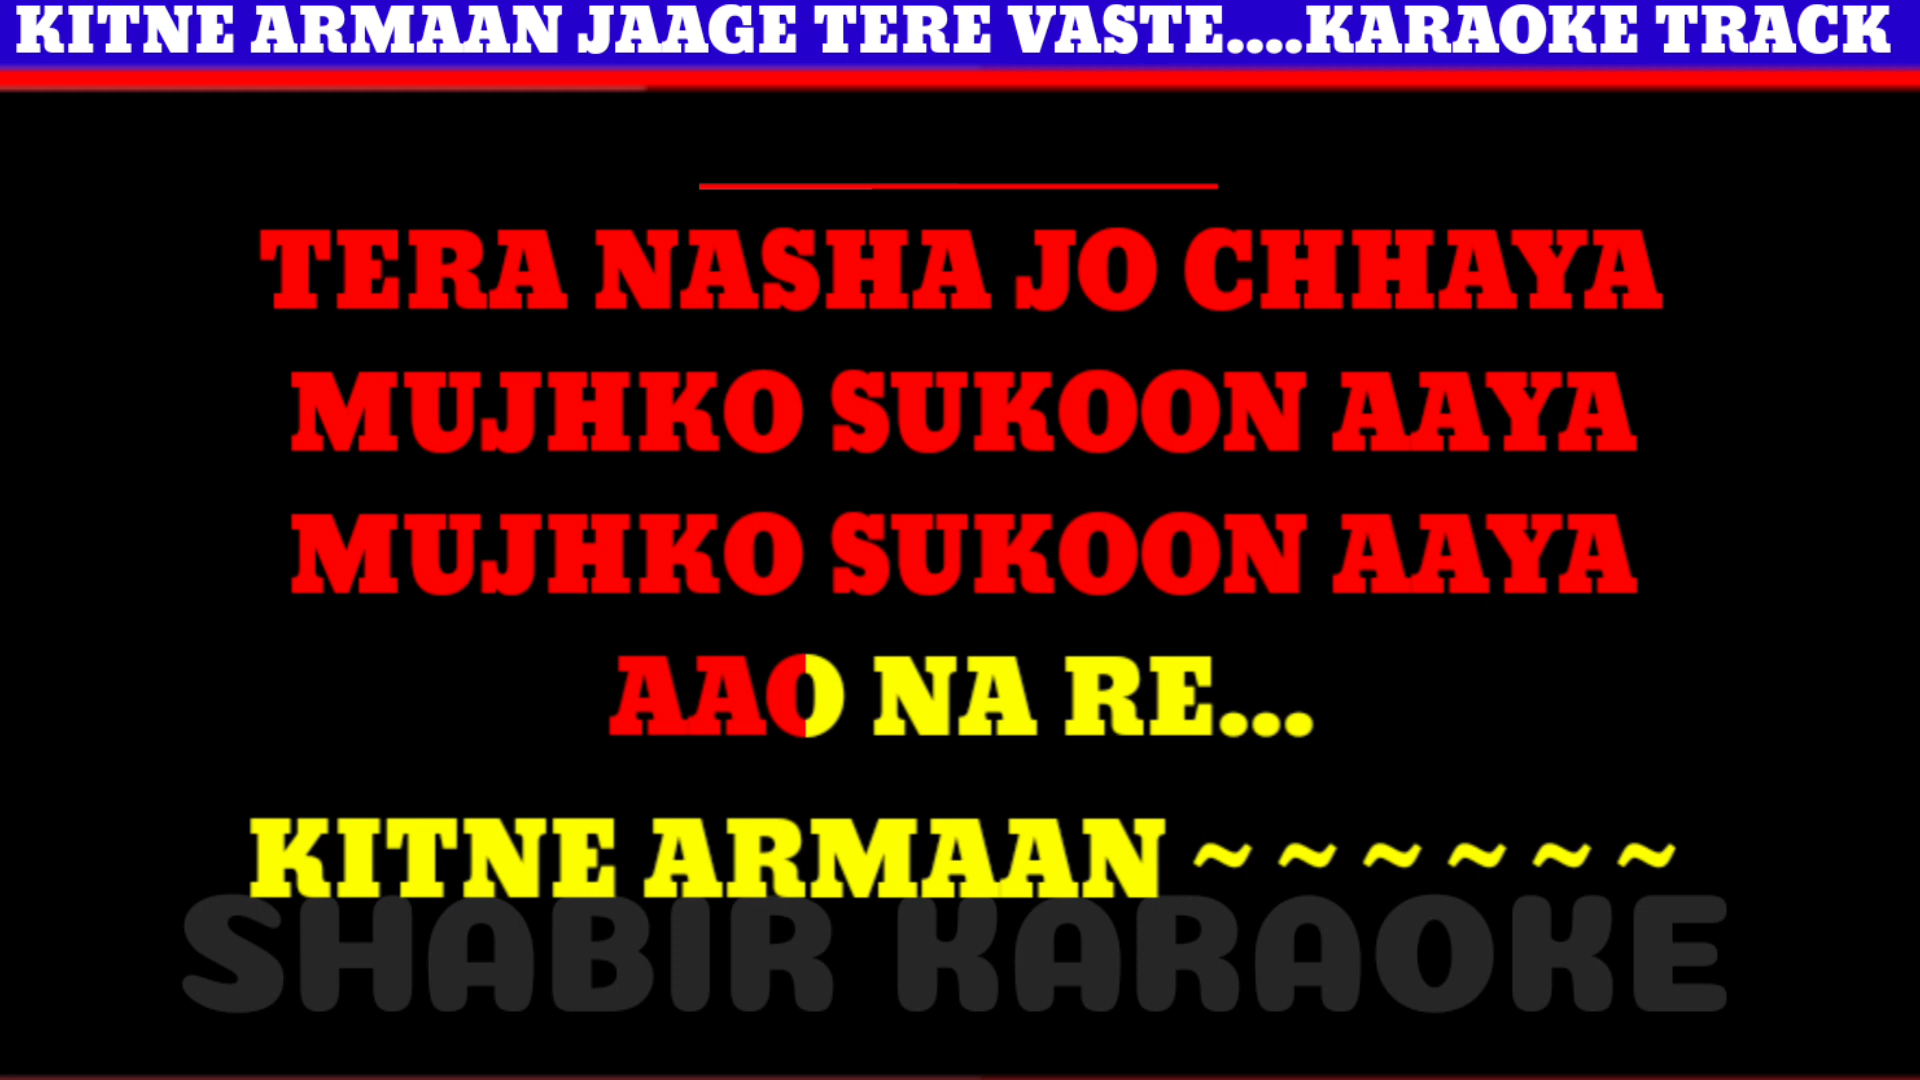 KITNE ARMAAN JAAGE TERE VASTE....KARAOKE TRACK
TERA NASHA JO CHHAYA
MUJHKO SUKOON AAYA
MUJHKO SUKOON AAYA
AAO NA RE...
KITNE ARMAAN ~ ~ ~ ~ ~ ~
SHABIR KARAOKE